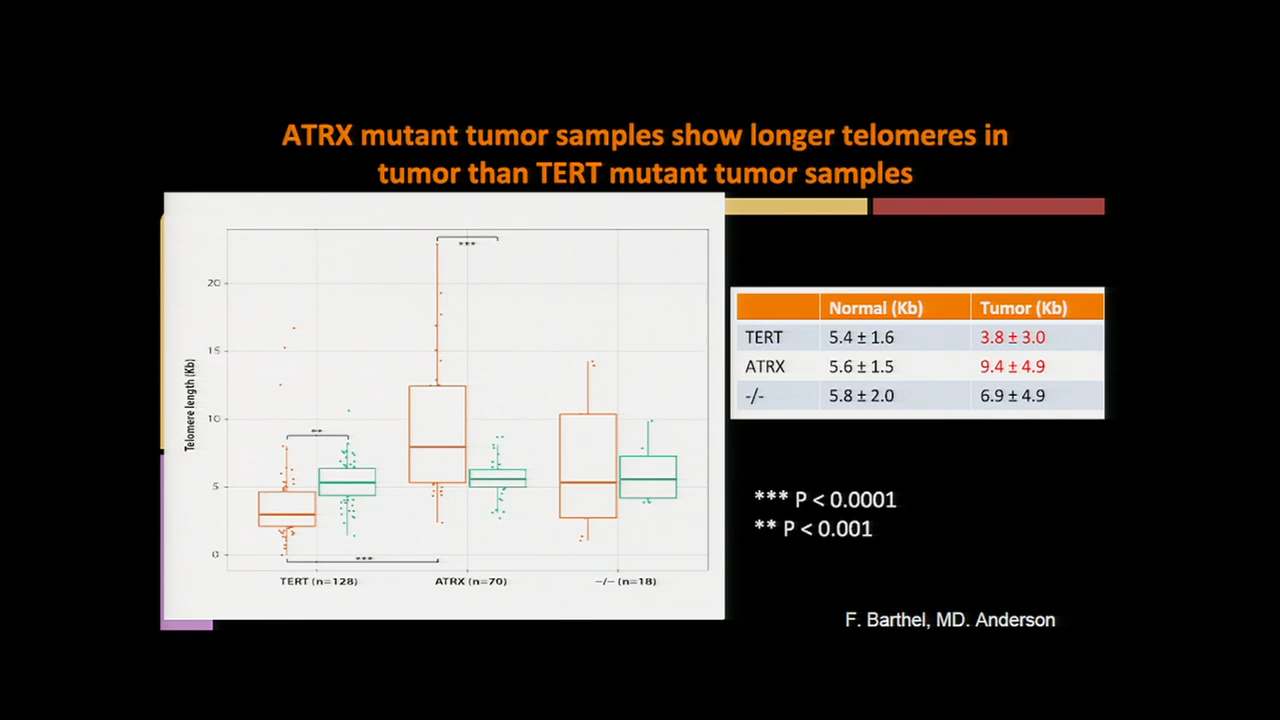 ATRX mutant tumor samples show longer telomeres in
tumor than TERT mutant tumor samples
***
20
15
10
5
0
Telomere length (Kb)
**
***
TERT (n=128)
ATRX (n=70)
-/- (n=18)
Normal (Kb) Tumor (Kb)
TERT 5.4 ± 1.6 3.8 ± 3.0
ATRX 5.6 ± 1.5 9.4 ± 4.9
-/- 5.8 ± 2.0 6.9 ± 4.9
*** P < 0.0001
** P < 0.001
F. Barthel, MD. Anderson